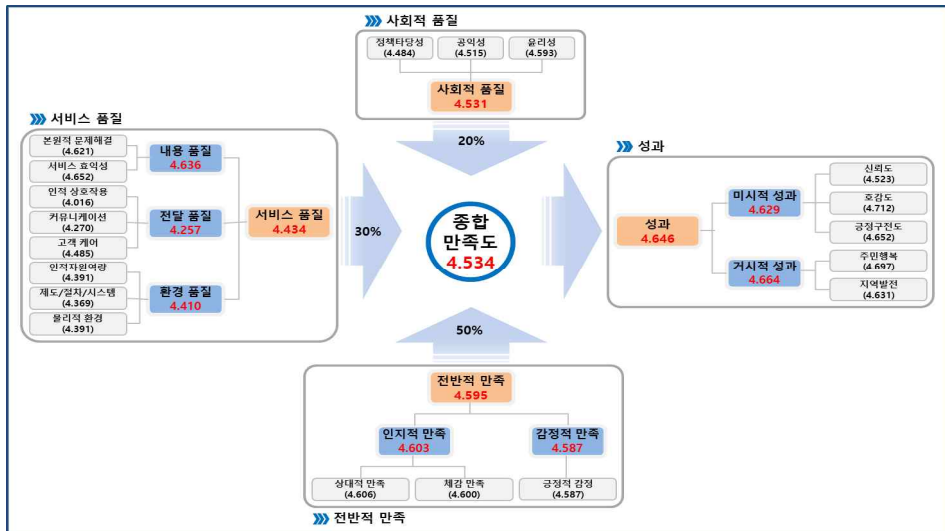 사회적 품질
정책타당성
(4.484)
공익성
(4.515)
윤리성
(4.593)
사회적 품질
4.531
20%
서비스 품질
본원적 문제해결
(4.621)
서비스 효익성
(4.652)
내용 품질
4.636
인적 상호작용
(4.016)
커뮤니케이션
(4.270)
고객 케어
(4.485)
전달 품질
4.257
인적자원역량
(4.391)
제도/절차/시스템
(4.369)
물리적 환경
(4.391)
환경 품질
4.410
서비스 품질
4.434
30%
종합
만족도
4.534
성과
성과
4.646
미시적 성과
4.629
신뢰도
(4.523)
호감도
(4.712)
긍정구전도
(4.652)
거시적 성과
4.664
주민행복
(4.697)
지역발전
(4.631)
50%
전반적 만족
4.595
인지적 만족
4.603
감정적 만족
4.587
상대적 만족
(4.606)
체감 만족
(4.600)
긍정적 감정
(4.587)
전반적 만족